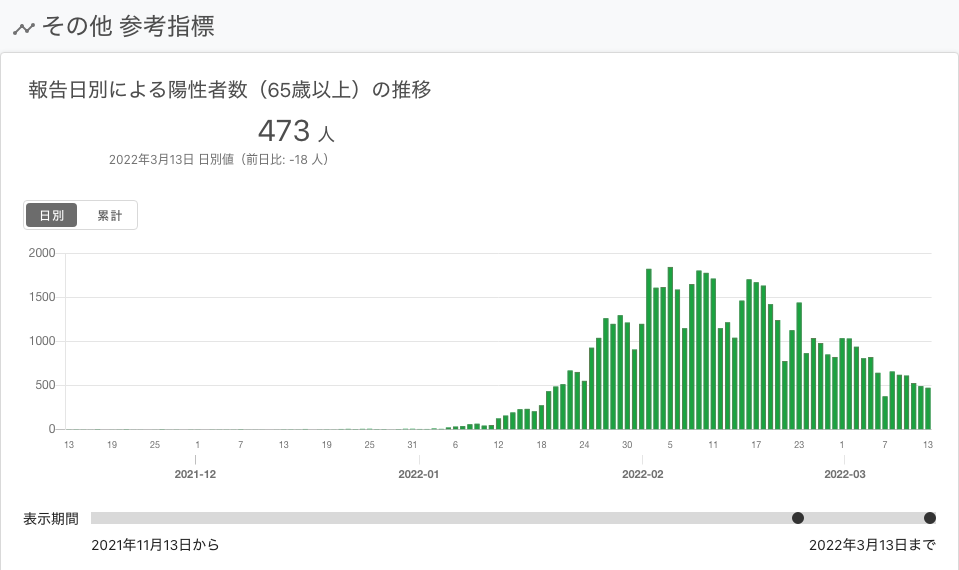 その他 参考指標
報告日別による陽性者数（65歳以上）の推移
473 人
2022年3月13日 日別値（前日比: -18 人）
日別 累計
2000
1500
1000
500
0
13 19 25 1 7 13 19 25 31 6 12 18 24 30 5 11 17 23 1 7 13
2021-12 2022-01 2022-02 2022-03
表示期間
2021年11月13日から 2022年3月13日まで